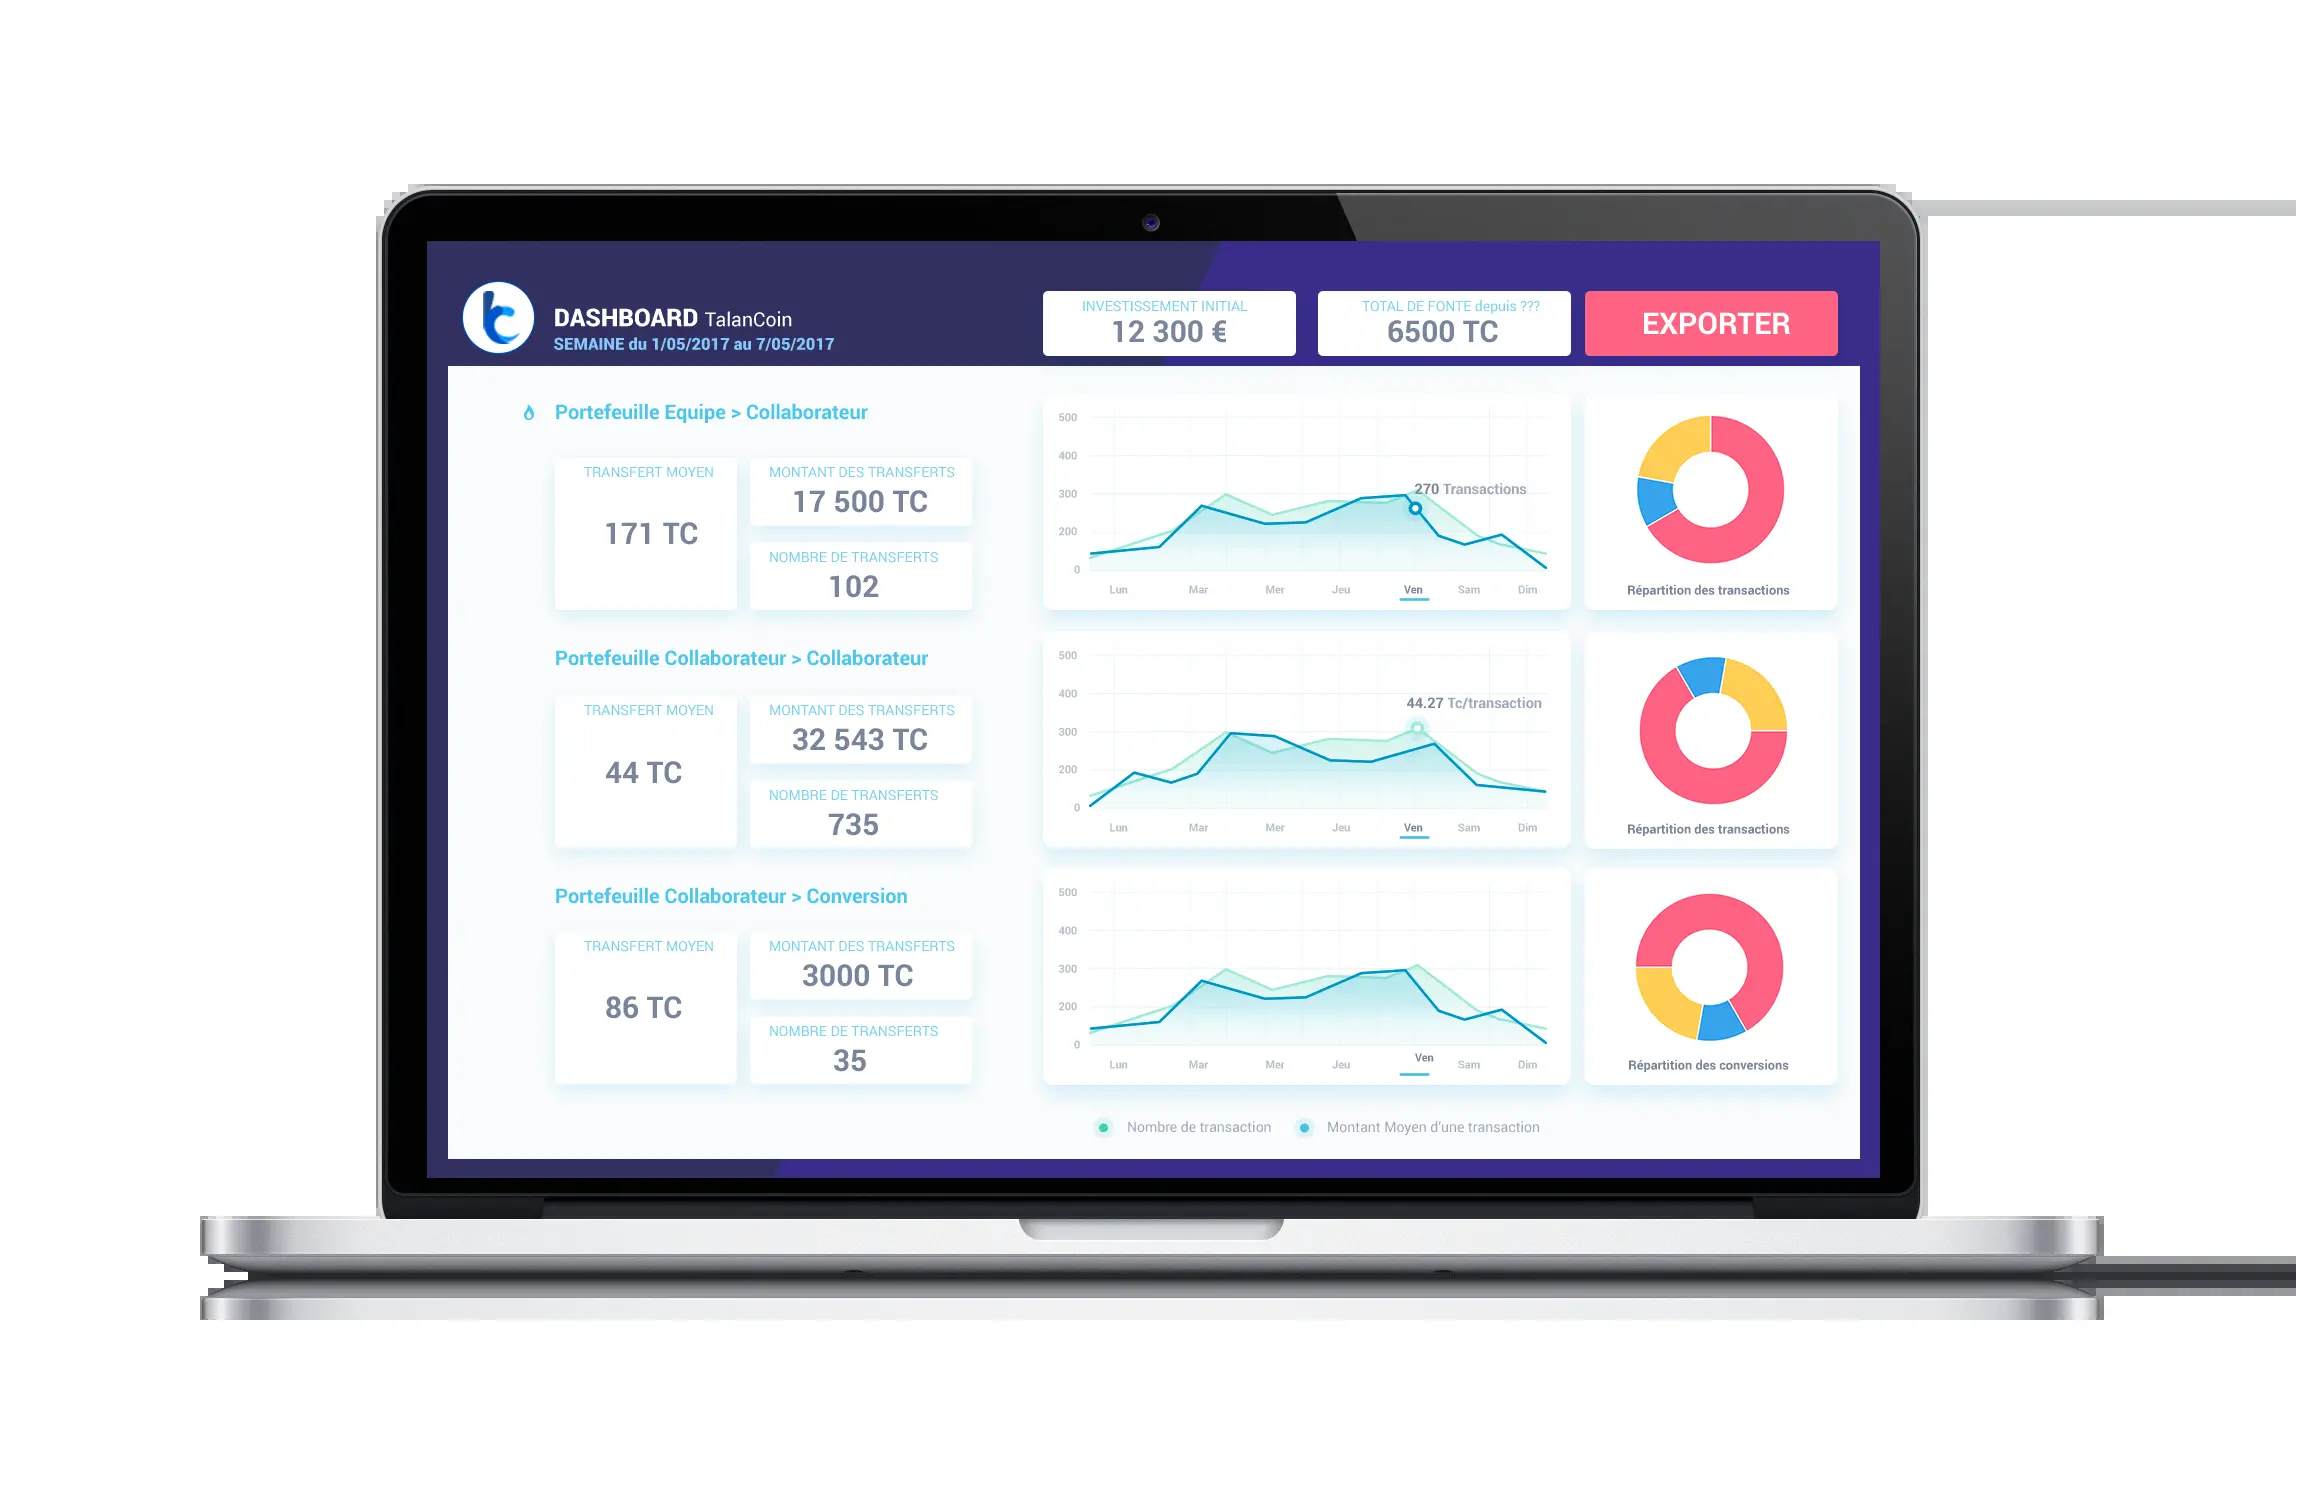 DASHBOARD TalanCoin
SEMAINE du 1/05/2017 au 7/05/2017
INVESTISSEMENT INITIAL
12 300 €
TOTAL DE FONTE depuis ???
6500 TC
EXPORTER
Portefeuille Equipe > Collaborateur
TRANSFERT MOYEN
171 TC
MONTANT DES TRANSFERTS
17 500 TC
NOMBRE DE TRANSFERTS
102
500
400
300
200
0
270 Transactions
Lun Mar Mer Jeu Ven Sam Dim
Répartition des transactions
Portefeuille Collaborateur > Collaborateur
TRANSFERT MOYEN
44 TC
MONTANT DES TRANSFERTS
32 543 TC
NOMBRE DE TRANSFERTS
735
500
400
300
200
0
44.27 Tc/transaction
Lun Mar Mer Jeu Ven Sam Dim
Répartition des transactions
Portefeuille Collaborateur > Conversion
TRANSFERT MOYEN
86 TC
MONTANT DES TRANSFERTS
3000 TC
NOMBRE DE TRANSFERTS
35
500
400
300
200
0
Lun Mar Mer Jeu Ven Sam Dim
Répartition des conversions
Nombre de transaction
Montant Moyen d'une transaction